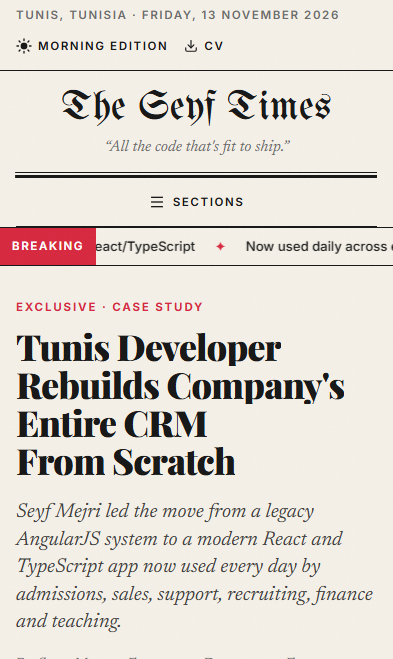 TUNIS, TUNISIA · FRIDAY, 13 NOVEMBER 2026
MORNING EDITION CV
The Seyf Times
“All the code that's fit to ship.”
SECTIONS
BREAKING eact/TypeScript ✦ Now used daily across
EXCLUSIVE · CASE STUDY
Tunis Developer
Rebuilds Company's
Entire CRM
From Scratch
Seyf Mejri led the move from a legacy
AngularJS system to a modern React and
TypeScript app now used every day by
admissions, sales, support, recruiting, finance
and teaching.